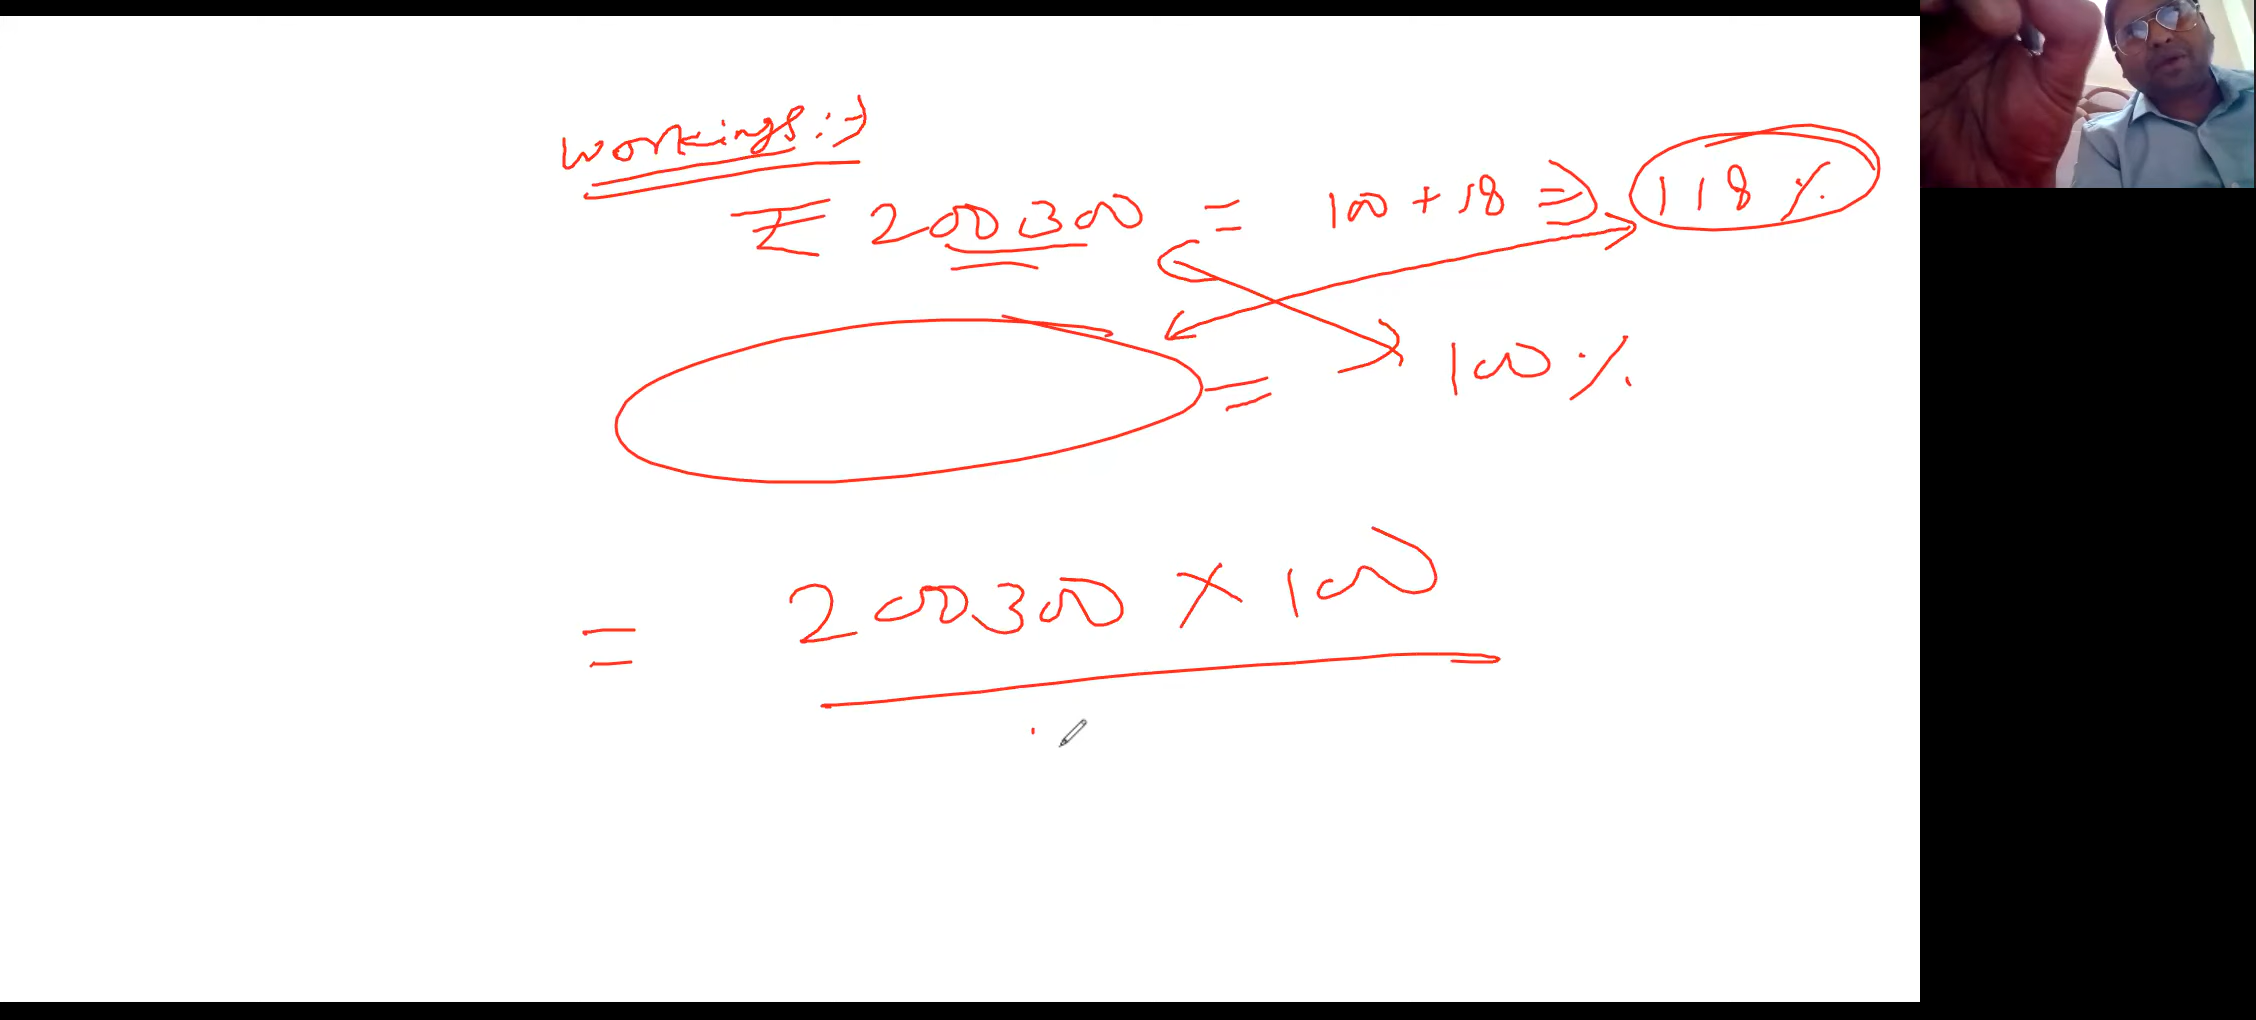 workings :-
₹ 200300 = 100 + 18 ⇒ 118 %
= 100 %
= 200300 × 100